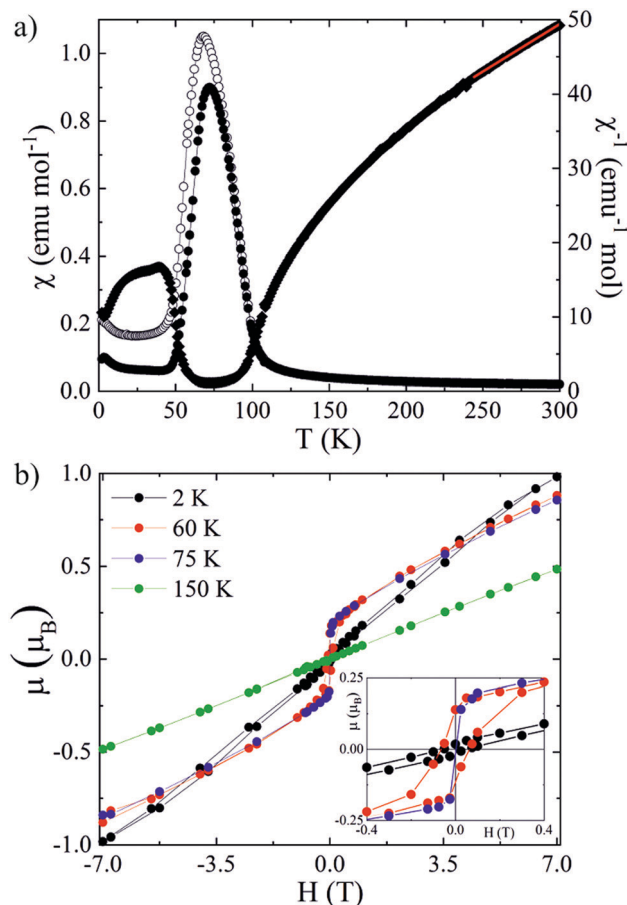 a)
χ (emu mol⁻¹)
1.0
0.8
0.6
0.4
0.2
0.0
50
40
30
20
10
0
χ⁻¹ (emu⁻¹ mol)
0 50 100 150 200 250 300
T (K)
b)
μ (μ_B)
1.0
0.5
0.0
-0.5
-1.0
2 K
60 K
75 K
150 K
μ (μ_B)
0.25
0.00
-0.25
-0.4 0.0 0.4
H (T)
-7.0 -3.5 0.0 3.5 7.0
H (T)